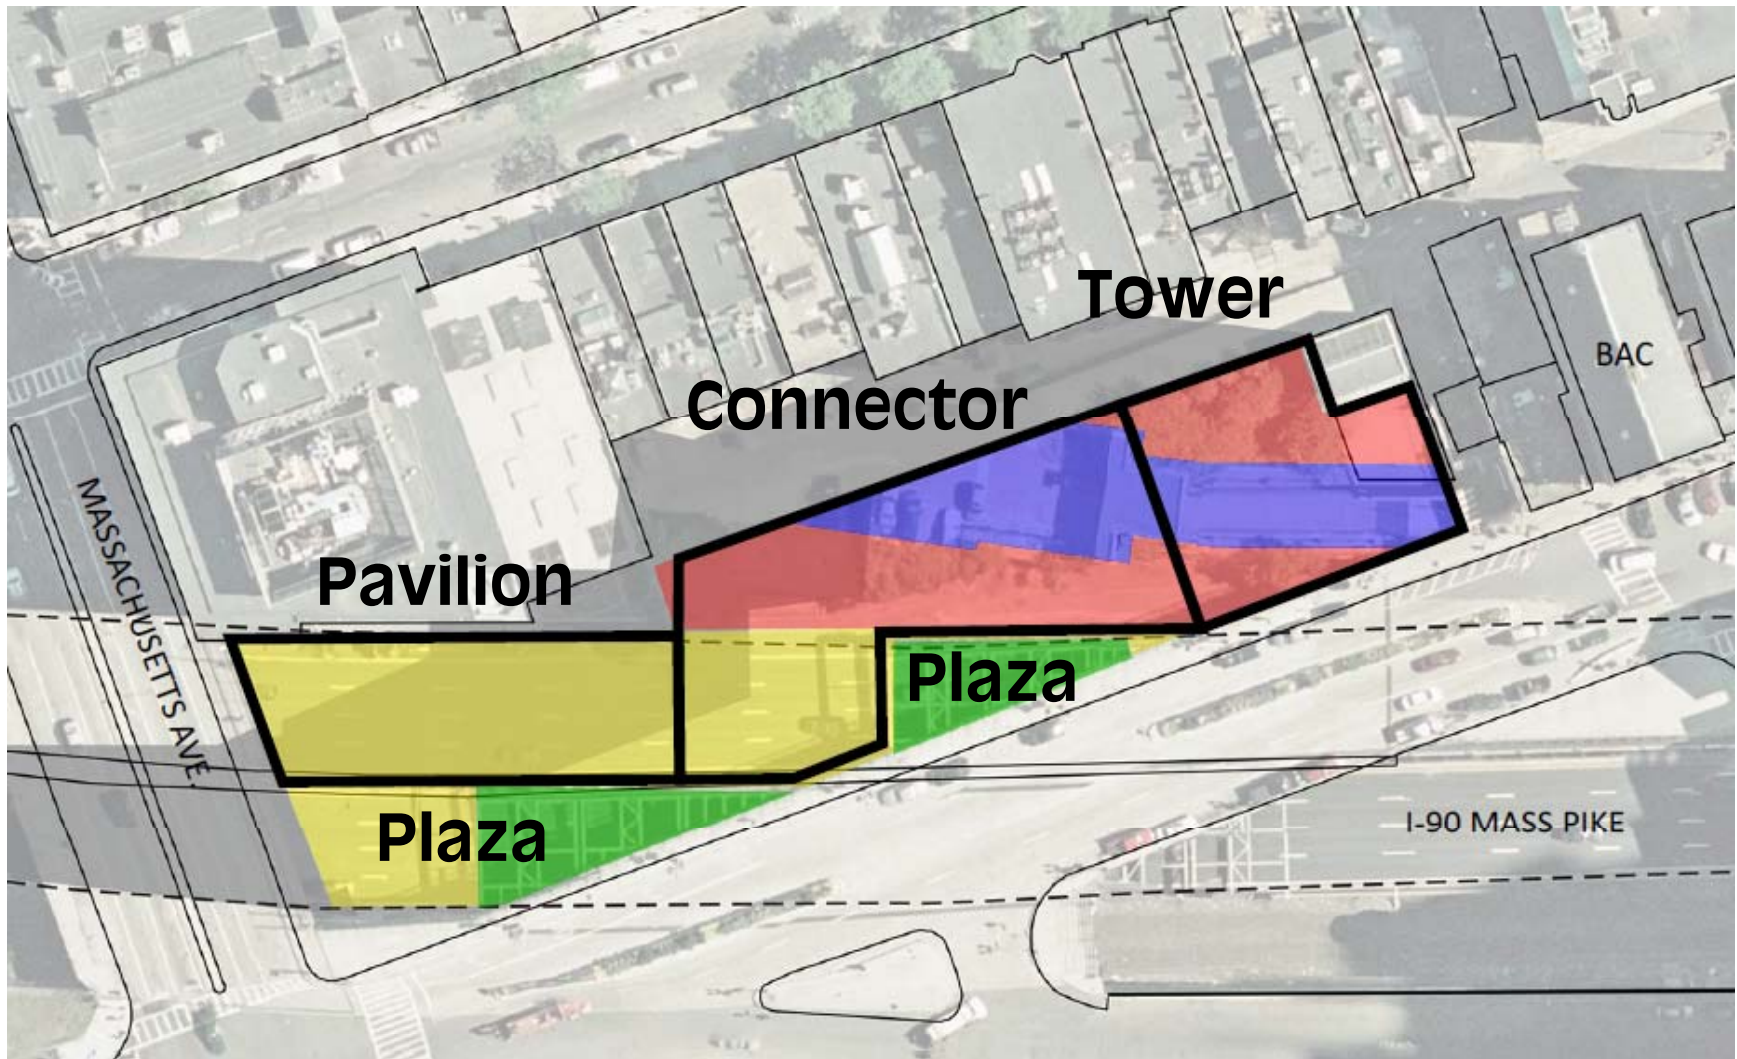 Tower
BAC
Connector
MASSACHUSETTS AVE.
Pavilion
Plaza
Plaza
I-90 MASS PIKE